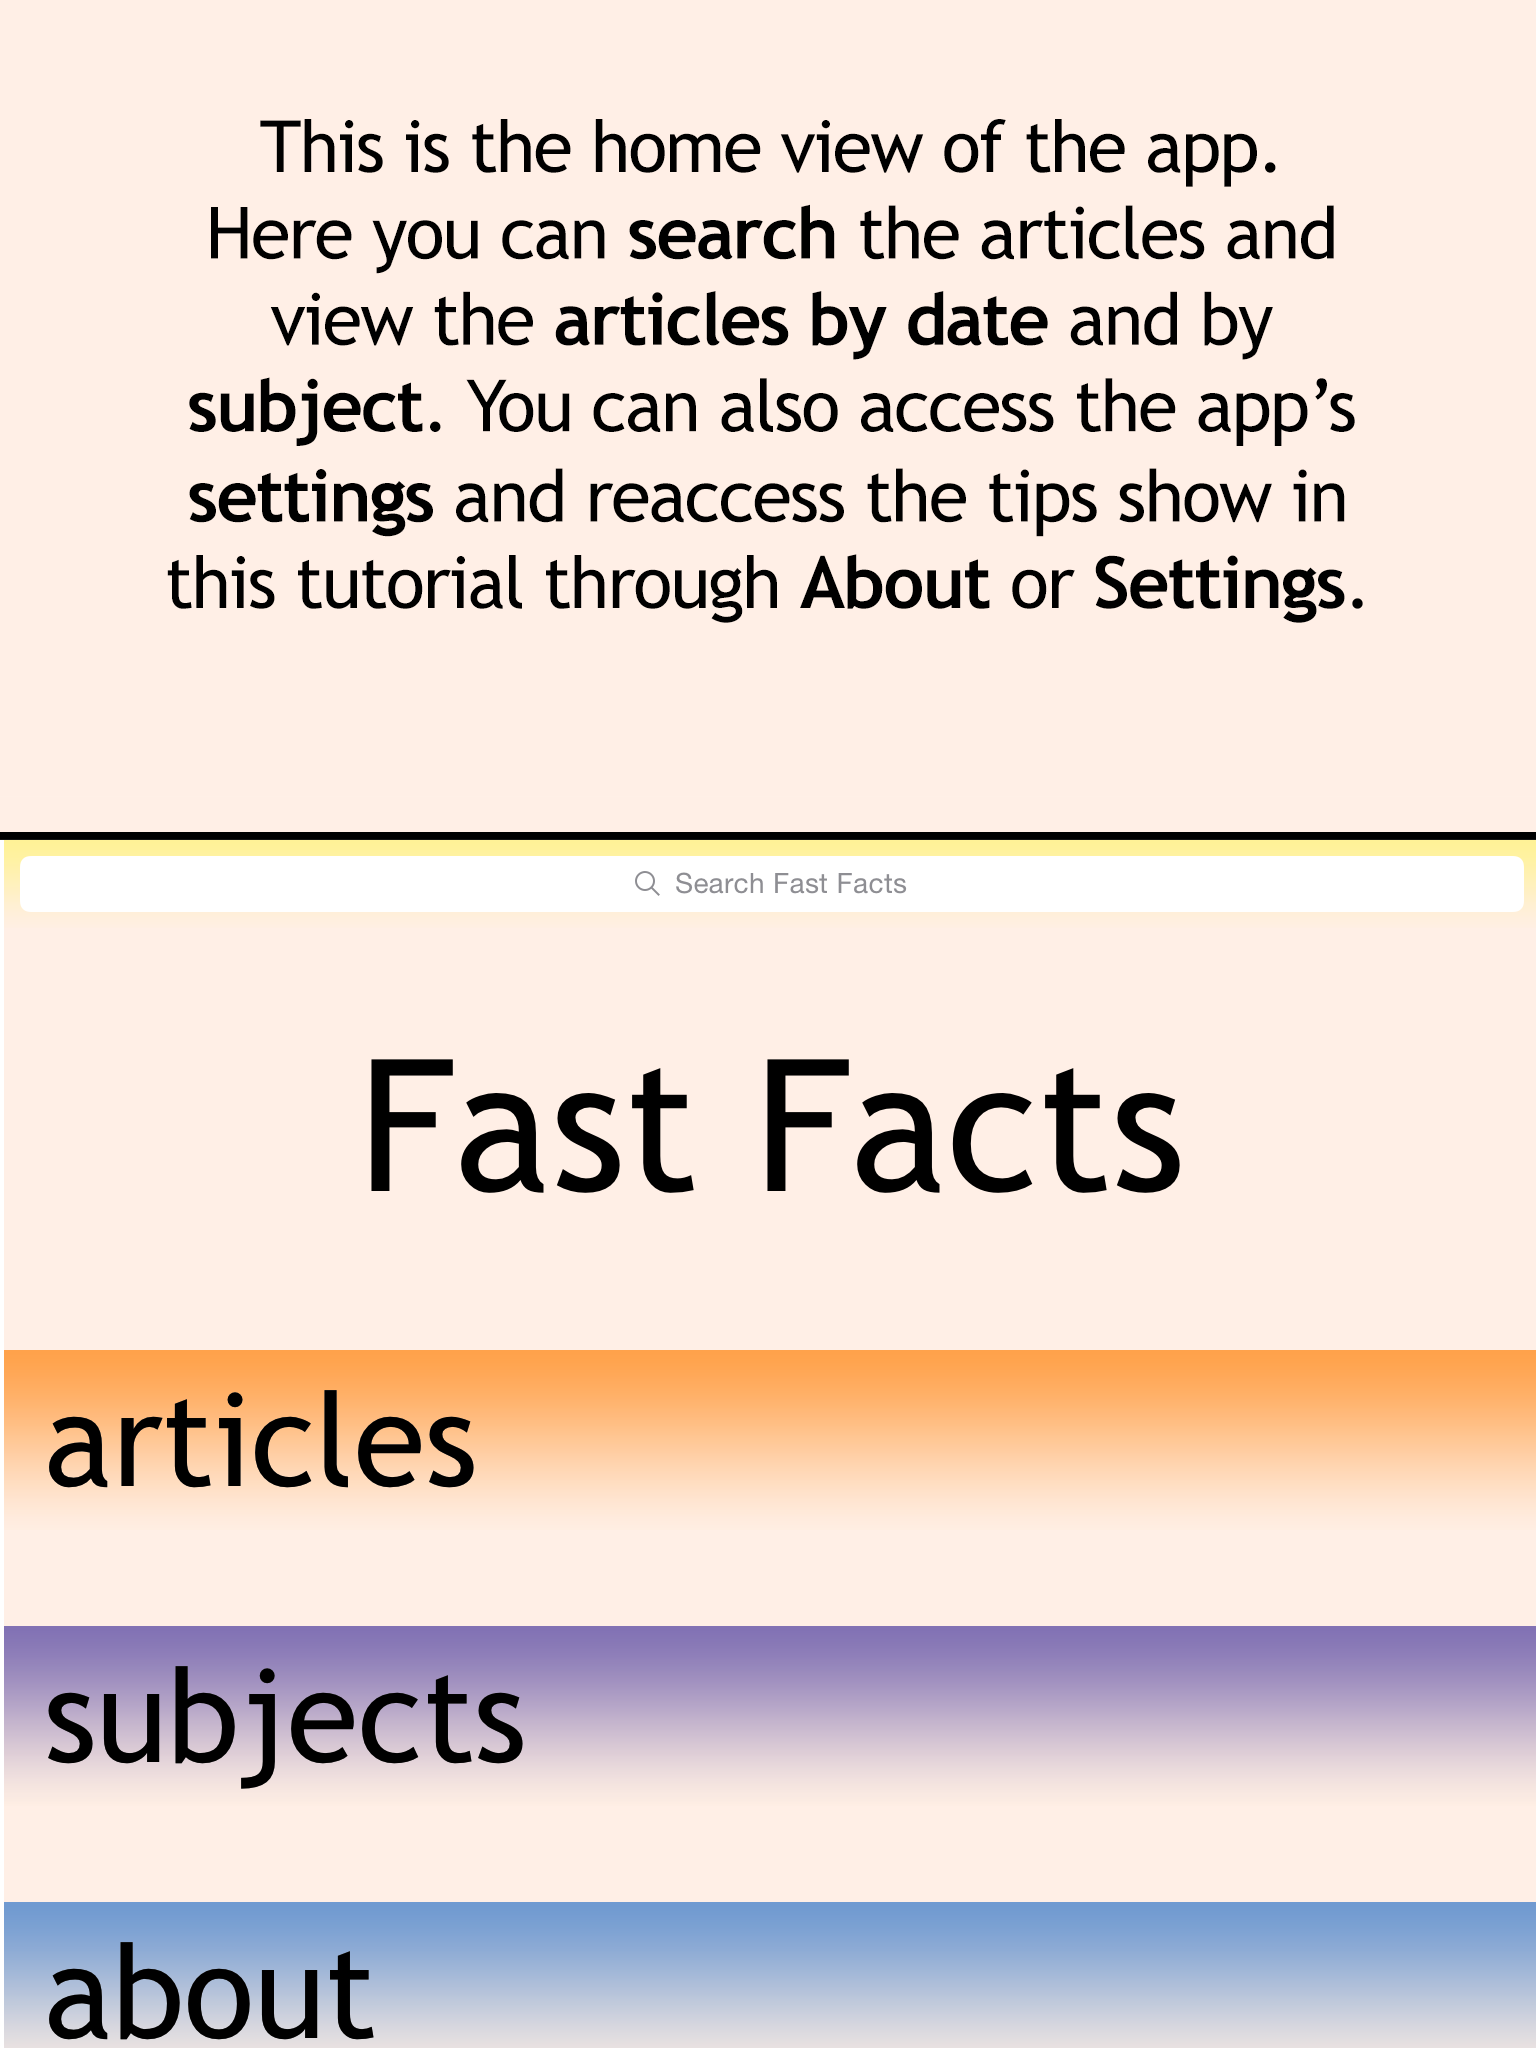 This is the home view of the app.
Here you can search the articles and
view the articles by date and by
subject. You can also access the app’s
settings and reaccess the tips show in
this tutorial through About or Settings.
Search Fast Facts
Fast Facts
articles
subjects
about